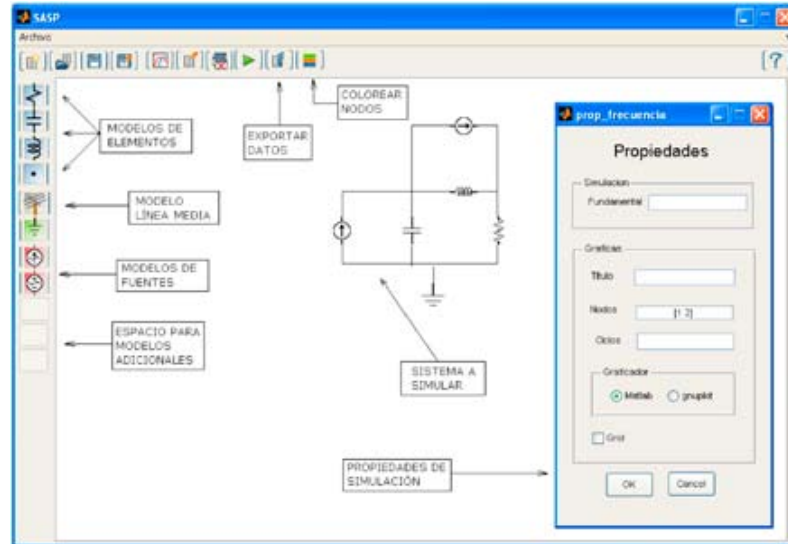 SASP
Archivo
?
COLOREAR
NODOS
EXPORTAR
DATOS
MODELOS DE
ELEMENTOS
MODELO
LÍNEA MEDIA
MODELOS DE
FUENTES
ESPACIO PARA
MODELOS
ADICIONALES
SISTEMA A
SIMULAR
PROPIEDADES DE
SIMULACIÓN
prop_frecuencia
Propiedades
Simulacion
Fundamental
Graficas
Titulo
Nodos [1 2]
Ciclos
Graficador
Matlab gnuplot
Grid
OK Cancel